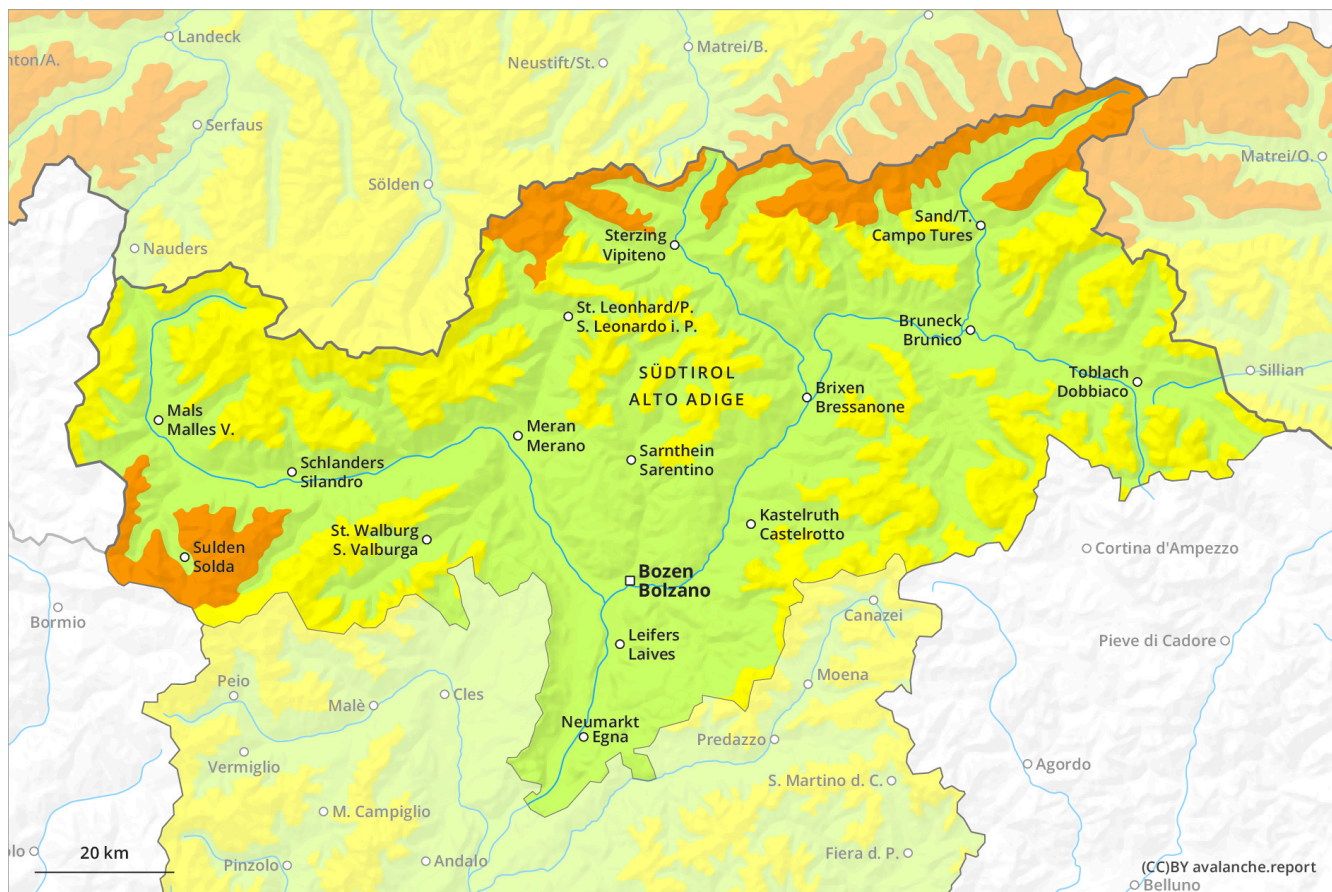 Landeck
nton/A.
Matrei/B.
Neustift/St.
Serfaus
Matrei/O.
Sölden
Nauders
Sand/T.
Campo Tures
Sterzing
Vipiteno
St. Leonhard/P.
S. Leonardo i. P.
Bruneck
Brunico
SÜDTIROL
ALTO ADIGE
Toblach
Dobbiaco
Sillian
Brixen
Bressanone
Mals
Malles V.
Meran
Merano
Schlanders
Silandro
Sarnthein
Sarentino
Kastelruth
Castelrotto
St. Walburg
S. Valburga
Sulden
Solda
Cortina d'Ampezzo
Bozen
Bolzano
Bormio
Canazei
Leifers
Laives
Pieve di Cadore
Moena
Peio
Malè
Cles
Neumarkt
Egna
Predazzo
Vermiglio
Agordo
S. Martino d. C.
M. Campiglio
olo
20 km
Pinzolo
Andalo
Fiera d. P.
(CC)BY avalanche.report
Belluno